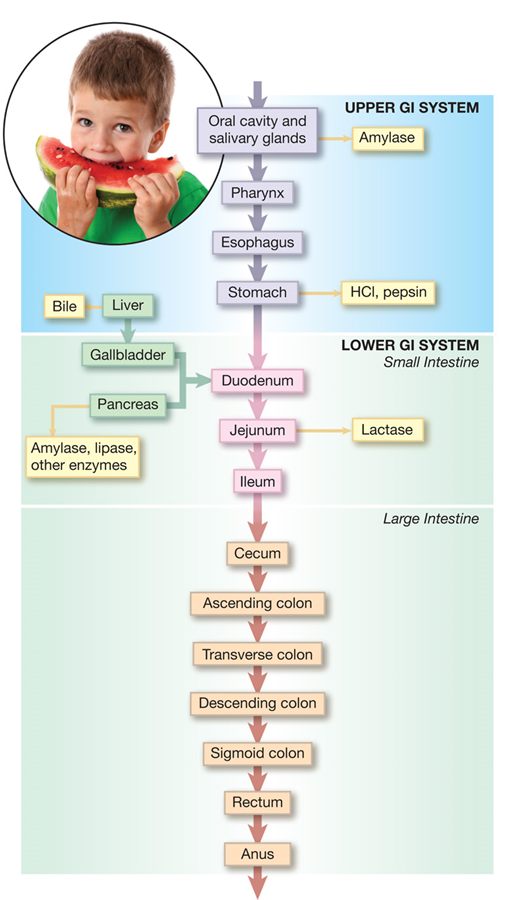 UPPER GI SYSTEM
Oral cavity and
salivary glands
Amylase
Pharynx
Esophagus
Stomach
HCl, pepsin
Bile
Liver
LOWER GI SYSTEM
Small Intestine
Gallbladder
Duodenum
Pancreas
Jejunum
Lactase
Amylase, lipase,
other enzymes
Ileum
Large Intestine
Cecum
Ascending colon
Transverse colon
Descending colon
Sigmoid colon
Rectum
Anus